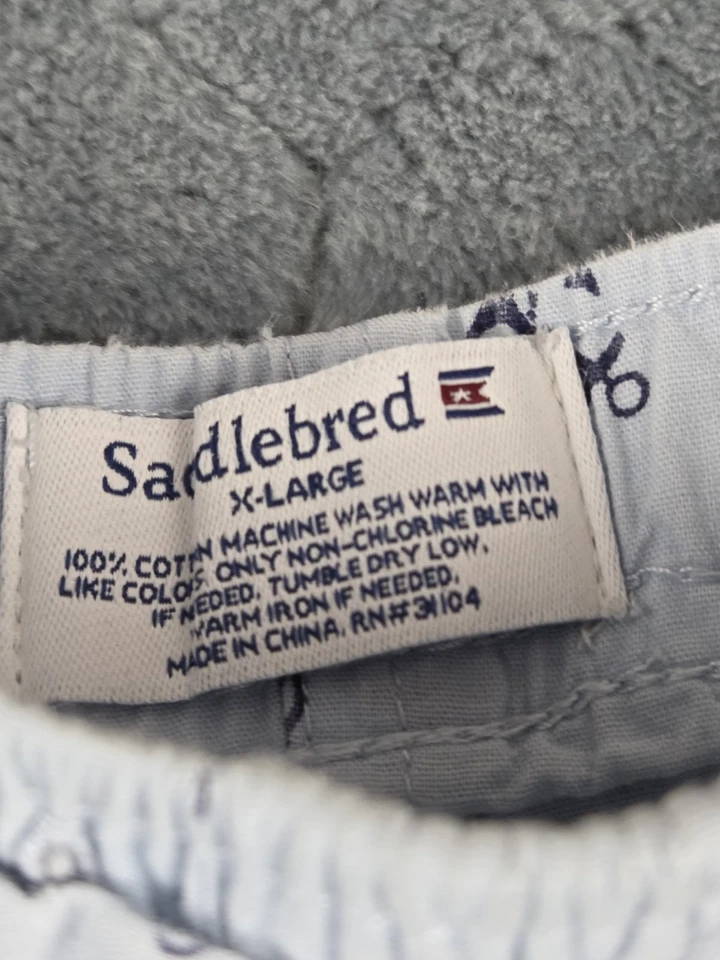 Saddlebred
X-LARGE
100% COTTON MACHINE WASH WARM WITH
LIKE COLORS, ONLY NON-CHLORINE BLEACH
IF NEEDED. TUMBLE DRY LOW.
WARM IRON IF NEEDED.
MADE IN CHINA. RN#31104